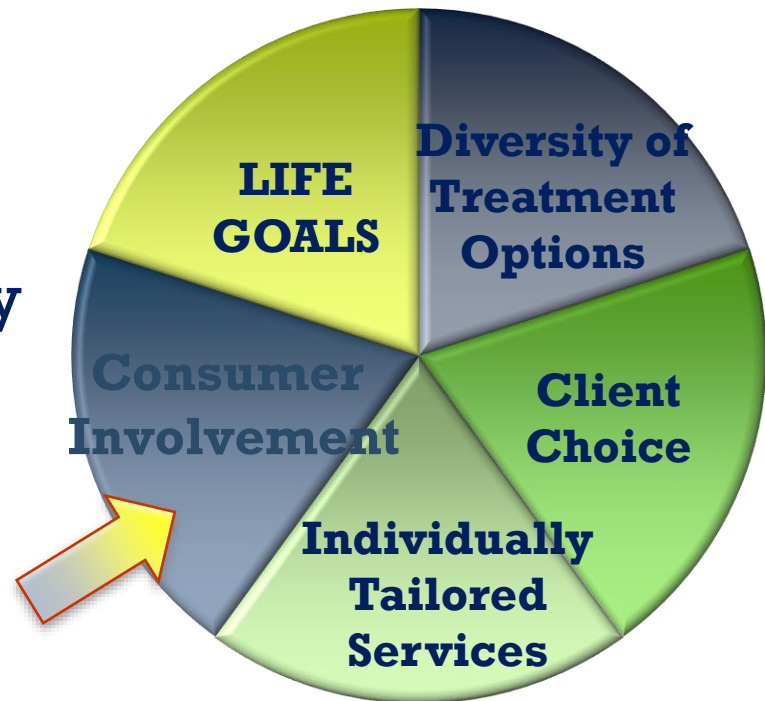 LIFE
GOALS
Diversity of
Treatment
Options
y
Consumer
Involvement
Client
Choice
Individually
Tailored
Services